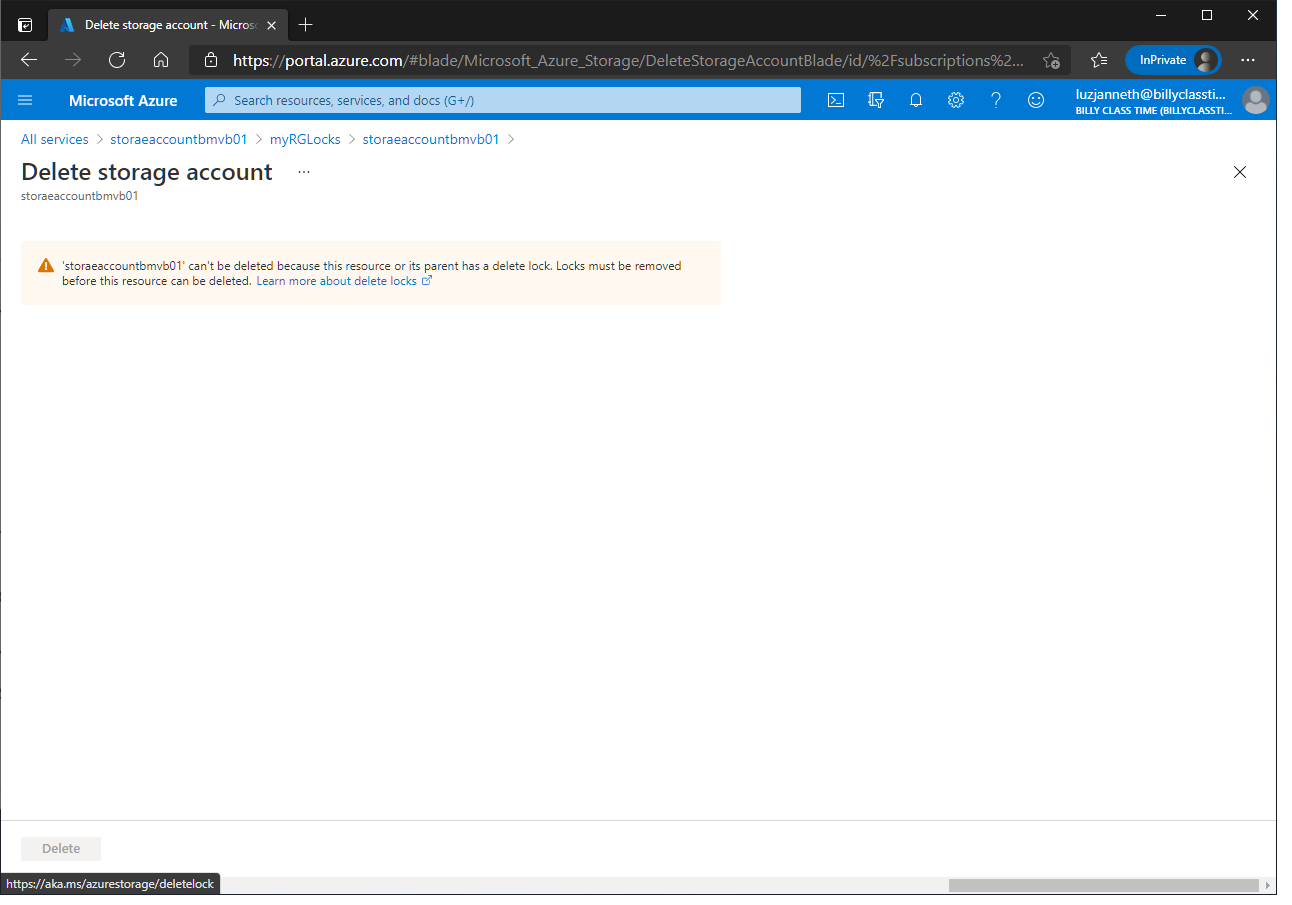 Delete storage account - Micros
https://portal.azure.com/#blade/Microsoft_Azure_Storage/DeleteStorageAccountBlade/id/%2Fsubscriptions%2...
InPrivate
Microsoft Azure
Search resources, services, and docs (G+/)
luzjanneth@billyclassti...
BILLY CLASS TIME (BILLYCLASSTI...
All services > storaeaccountbmvb01 > myRGLocks > storaeaccountbmvb01 >
Delete storage account ...
storaeaccountbmvb01
'storaeaccountbmvb01' can't be deleted because this resource or its parent has a delete lock. Locks must be removed
before this resource can be deleted. Learn more about delete locks
Delete
https://aka.ms/azurestorage/deletelock